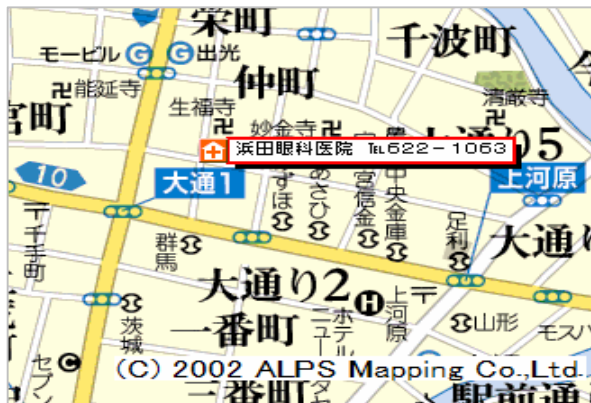 栄町
千波町
モービル
出光
今
能延寺
仲町
清厳寺
宮町
生福寺
妙金寺
浜田眼科医院 ℡622-1063
大通り5
10
大通1
みずほ
あさひ
宮信金
中央金庫
上河原
千手町
群馬
足利
大通り
大通り2
上河原
茨城
一番町
ホテル
ニュー
山形
モスバ
セブン
(C) 2002 ALPS Mapping Co.,Ltd.
二番町
駅前通